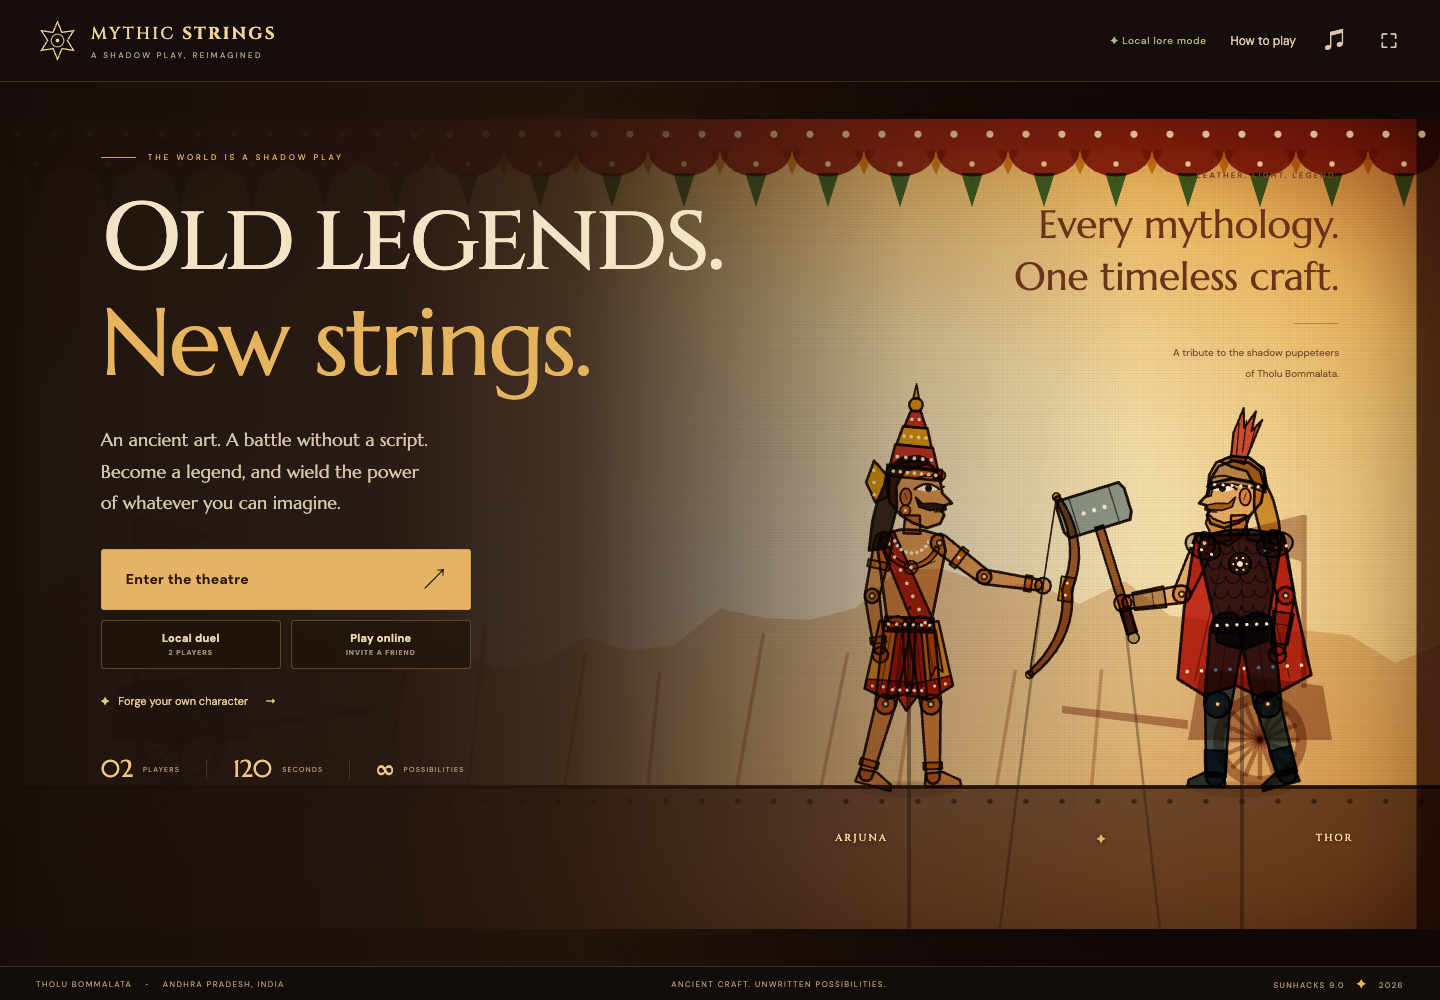 MYTHIC STRINGS
A SHADOW PLAY, REIMAGINED
Local lore mode
How to play
THE WORLD IS A SHADOW PLAY
OLD LEGENDS.
New strings.
An ancient art. A battle without a script.
Become a legend, and wield the power
of whatever you can imagine.
Enter the theatre
Local duel
2 PLAYERS
Play online
INVITE A FRIEND
Forge your own character →
02 PLAYERS
120 SECONDS
∞ POSSIBILITIES
LEATHER. LIGHT. LEGEND.
Every mythology.
One timeless craft.
A tribute to the shadow puppeteers
of Tholu Bommalata.
ARJUNA
THOR
THOLU BOMMALATA · ANDHRA PRADESH, INDIA
ANCIENT CRAFT. UNWRITTEN POSSIBILITIES.
SUNHACKS 9.0 ✦ 2026